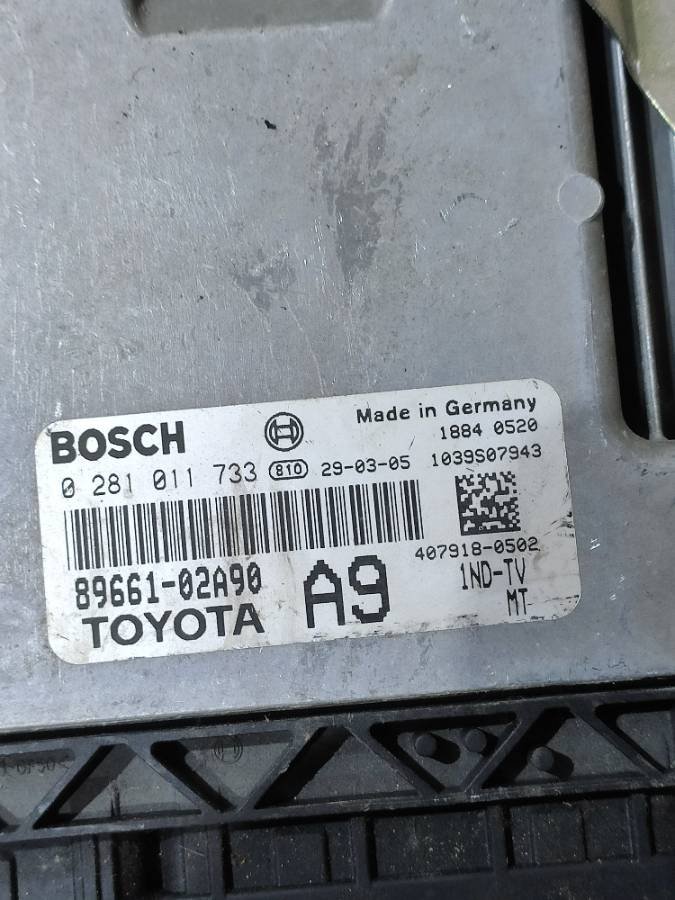 BOSCH
Made in Germany
1884 0520
0 281 011 733 810 29-03-05 1039S07943
407918-0502
89661-02A90 A9 1ND-TV
TOYOTA MT